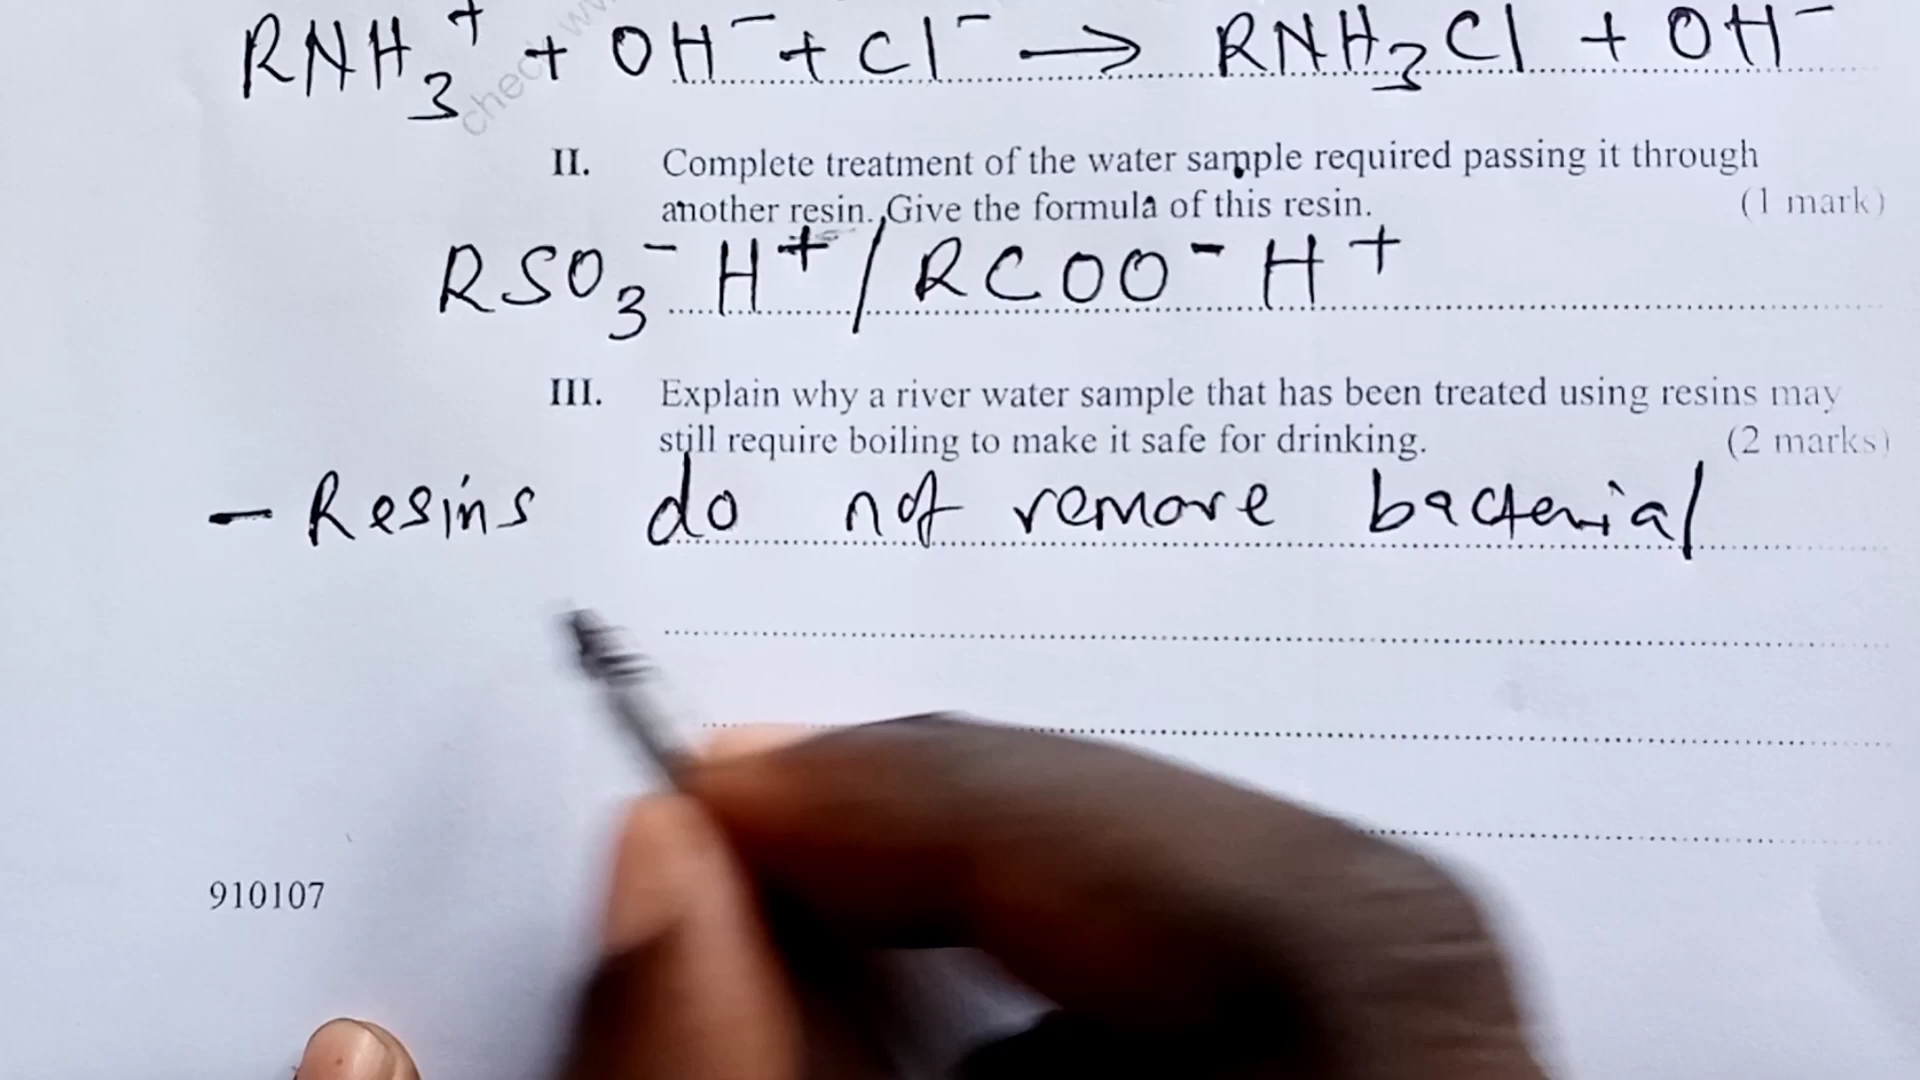 RNH₃⁺ + OH⁻ + Cl⁻ → RNH₃Cl + OH⁻
check
II. Complete treatment of the water sample required passing it through
another resin. Give the formula of this resin. (1 mark)
RSO₃⁻H⁺ / RCOO⁻H⁺
III. Explain why a river water sample that has been treated using resins may
still require boiling to make it safe for drinking. (2 marks)
- Resins do not remove bacterial
910107